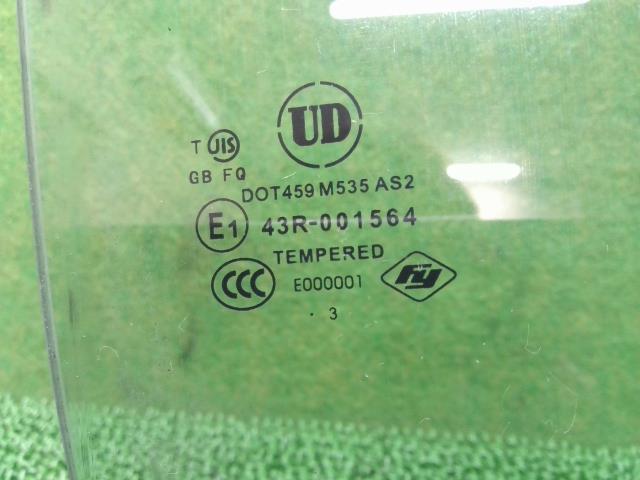 UD
T JIS
GB FQ
DOT459 M535 AS2
E1 43R-001564
TEMPERED
CCC E000001 FY
. 3